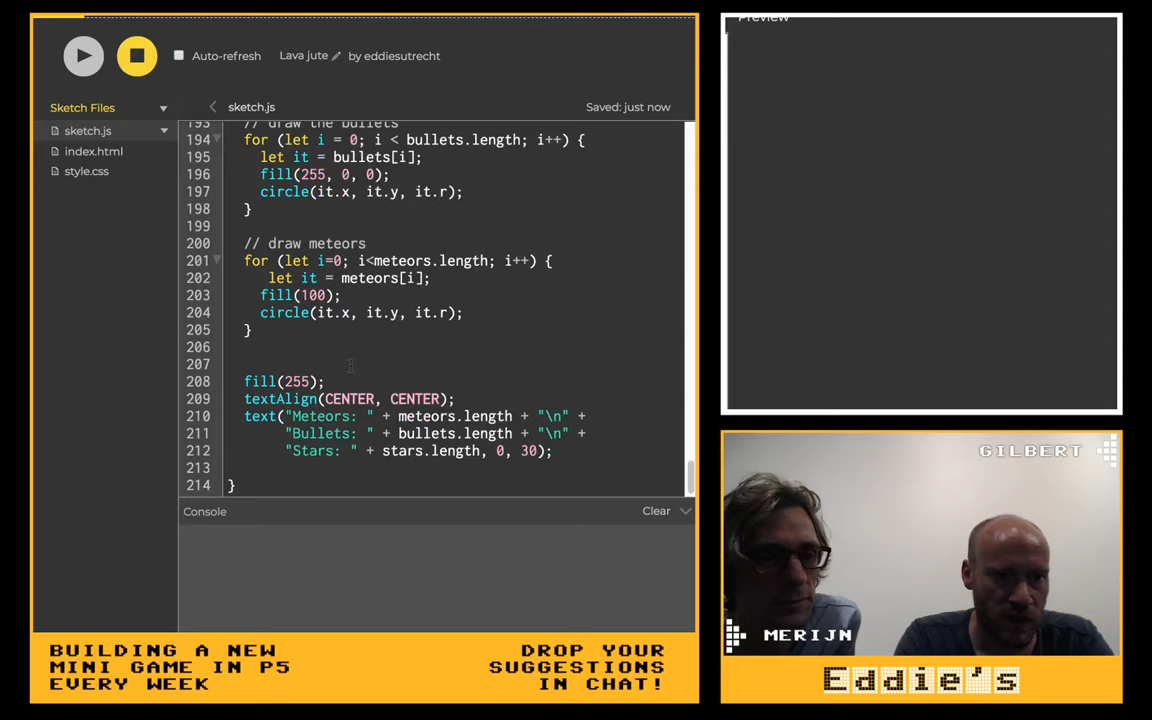 Auto-refresh
Lava jute
by eddiesutrecht
Preview
Sketch Files
sketch.js
Saved: just now
sketch.js
index.html
style.css
193 // draw the bullets
194 for (let i = 0; i < bullets.length; i++) {
195 let it = bullets[i];
196 fill(255, 0, 0);
197 circle(it.x, it.y, it.r);
198 }
199
200 // draw meteors
201 for (let i=0; i<meteors.length; i++) {
202 let it = meteors[i];
203 fill(100);
204 circle(it.x, it.y, it.r);
205 }
206
207
208 fill(255);
209 textAlign(CENTER, CENTER);
210 text("Meteors: " + meteors.length + "\n" +
211 "Bullets: " + bullets.length + "\n" +
212 "Stars: " + stars.length, 0, 30);
213
214 }
Console
Clear
GILBERT
MERIJN
BUILDING A NEW
MINI GAME IN P5
EVERY WEEK
DROP YOUR
SUGGESTIONS
IN CHAT!
Eddie's